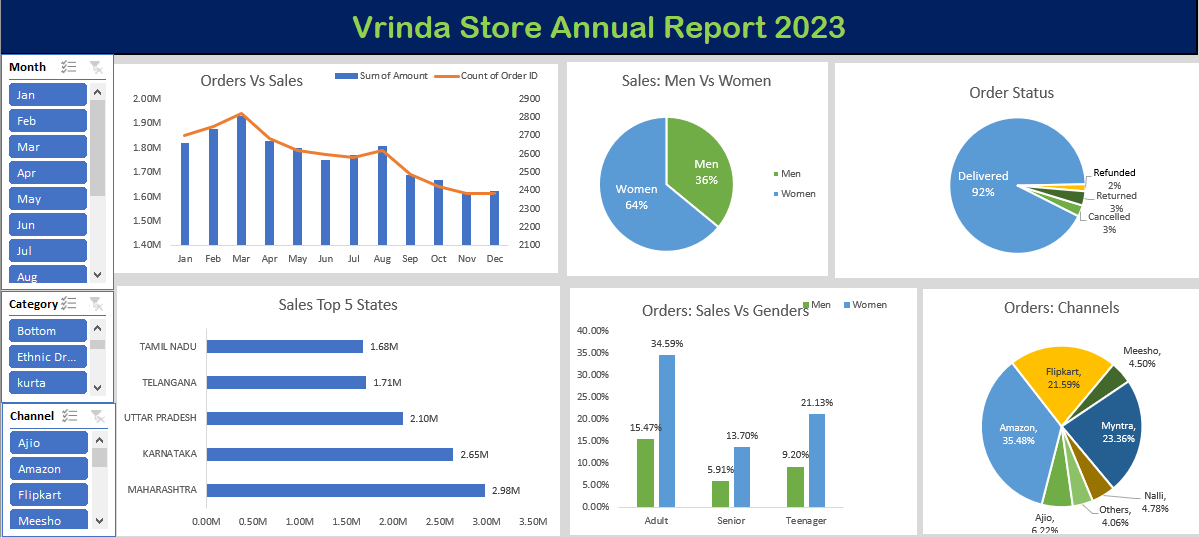 Vrinda Store Annual Report 2023
Month
Jan
Feb
Mar
Apr
May
Jun
Jul
Aug
Category
Bottom
Ethnic Dr...
kurta
Channel
Ajio
Amazon
Flipkart
Meesho
Orders Vs Sales
Sum of Amount
Count of Order ID
2.00M
1.90M
1.80M
1.70M
1.60M
1.50M
1.40M
2900
2800
2700
2600
2500
2400
2300
2200
2100
Jan Feb Mar Apr May Jun Jul Aug Sep Oct Nov Dec
Sales: Men Vs Women
Men
36%
Women
64%
Men
Women
Order Status
Delivered
92%
Refunded
2%
Returned
3%
Cancelled
3%
Sales Top 5 States
TAMIL NADU 1.68M
TELANGANA 1.71M
UTTAR PRADESH 2.10M
KARNATAKA 2.65M
MAHARASHTRA 2.98M
0.00M 0.50M 1.00M 1.50M 2.00M 2.50M 3.00M 3.50M
Orders: Sales Vs Genders
Men Women
40.00%
35.00%
30.00%
25.00%
20.00%
15.00%
10.00%
5.00%
0.00%
15.47%
34.59%
5.91%
13.70%
9.20%
21.13%
Adult Senior Teenager
Orders: Channels
Flipkart,
21.59%
Meesho,
4.50%
Myntra,
23.36%
Nalli,
4.78%
Others,
4.06%
Ajio,
6.22%
Amazon,
35.48%